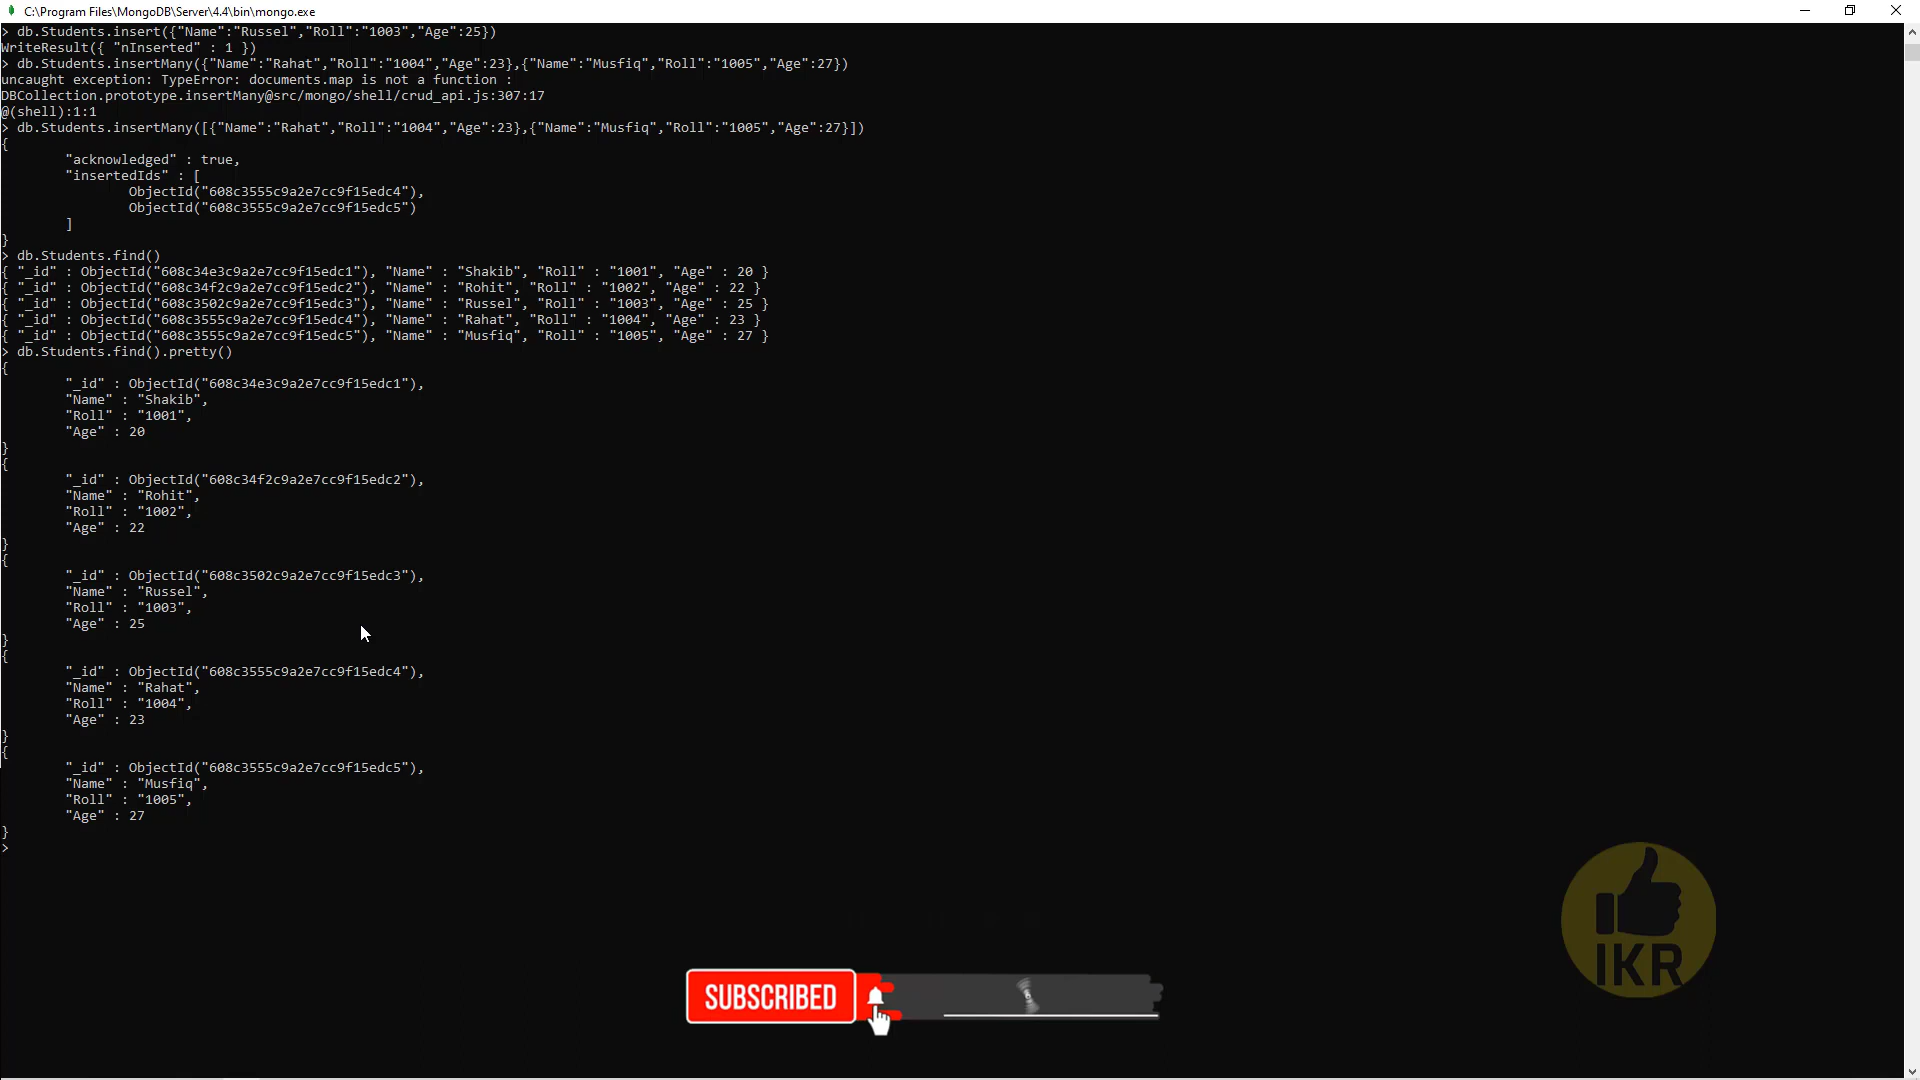 C:\Program Files\MongoDB\Server\4.4\bin\mongo.exe
> db.Students.insert({"Name":"Russel","Roll":"1003","Age":25})
WriteResult({ "nInserted" : 1 })
> db.Students.insertMany({"Name":"Rahat","Roll":"1004","Age":23},{"Name":"Musfiq","Roll":"1005","Age":27})
uncaught exception: TypeError: documents.map is not a function :
DBCollection.prototype.insertMany@src/mongo/shell/crud_api.js:307:17
@(shell):1:1
> db.Students.insertMany([{"Name":"Rahat","Roll":"1004","Age":23},{"Name":"Musfiq","Roll":"1005","Age":27}])
{
"acknowledged" : true,
"insertedIds" : [
ObjectId("608c3555c9a2e7cc9f15edc4"),
ObjectId("608c3555c9a2e7cc9f15edc5")
]
}
> db.Students.find()
{ "_id" : ObjectId("608c34e3c9a2e7cc9f15edc1"), "Name" : "Shakib", "Roll" : "1001", "Age" : 20 }
{ "_id" : ObjectId("608c34f2c9a2e7cc9f15edc2"), "Name" : "Rohit", "Roll" : "1002", "Age" : 22 }
{ "_id" : ObjectId("608c3502c9a2e7cc9f15edc3"), "Name" : "Russel", "Roll" : "1003", "Age" : 25 }
{ "_id" : ObjectId("608c3555c9a2e7cc9f15edc4"), "Name" : "Rahat", "Roll" : "1004", "Age" : 23 }
{ "_id" : ObjectId("608c3555c9a2e7cc9f15edc5"), "Name" : "Musfiq", "Roll" : "1005", "Age" : 27 }
> db.Students.find().pretty()
{
"_id" : ObjectId("608c34e3c9a2e7cc9f15edc1"),
"Name" : "Shakib",
"Roll" : "1001",
"Age" : 20
}
{
"_id" : ObjectId("608c34f2c9a2e7cc9f15edc2"),
"Name" : "Rohit",
"Roll" : "1002",
"Age" : 22
}
{
"_id" : ObjectId("608c3502c9a2e7cc9f15edc3"),
"Name" : "Russel",
"Roll" : "1003",
"Age" : 25
}
{
"_id" : ObjectId("608c3555c9a2e7cc9f15edc4"),
"Name" : "Rahat",
"Roll" : "1004",
"Age" : 23
}
{
"_id" : ObjectId("608c3555c9a2e7cc9f15edc5"),
"Name" : "Musfiq",
"Roll" : "1005",
"Age" : 27
}
>
IKR
SUBSCRIBED